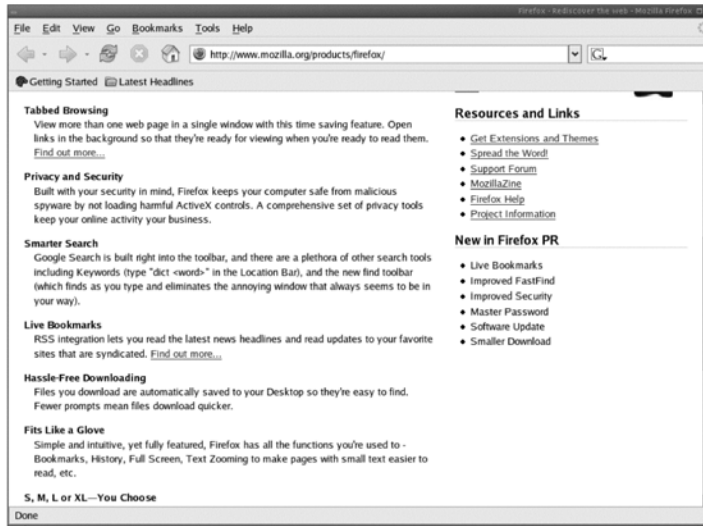 Firefox - Rediscover the web - Mozilla Firefox
File Edit View Go Bookmarks Tools Help
http://www.mozilla.org/products/firefox/
G
Getting Started Latest Headlines
Tabbed Browsing
View more than one web page in a single window with this time saving feature. Open
links in the background so that they're ready for viewing when you're ready to read them.
Find out more...
Privacy and Security
Built with your security in mind, Firefox keeps your computer safe from malicious
spyware by not loading harmful ActiveX controls. A comprehensive set of privacy tools
keep your online activity your business.
Smarter Search
Google Search is built right into the toolbar, and there are a plethora of other search tools
including Keywords (type "dict <word>" in the Location Bar), and the new find toolbar
(which finds as you type and eliminates the annoying window that always seems to be in
your way).
Live Bookmarks
RSS integration lets you read the latest news headlines and read updates to your favorite
sites that are syndicated. Find out more...
Hassle-Free Downloading
Files you download are automatically saved to your Desktop so they're easy to find.
Fewer prompts mean files download quicker.
Fits Like a Glove
Simple and intuitive, yet fully featured, Firefox has all the functions you're used to -
Bookmarks, History, Full Screen, Text Zooming to make pages with small text easier to
read, etc.
S, M, L or XL—You Choose
Resources and Links
Get Extensions and Themes
Spread the Word!
Support Forum
MozillaZine
Firefox Help
Project Information
New in Firefox PR
Live Bookmarks
Improved FastFind
Improved Security
Master Password
Software Update
Smaller Download
Done